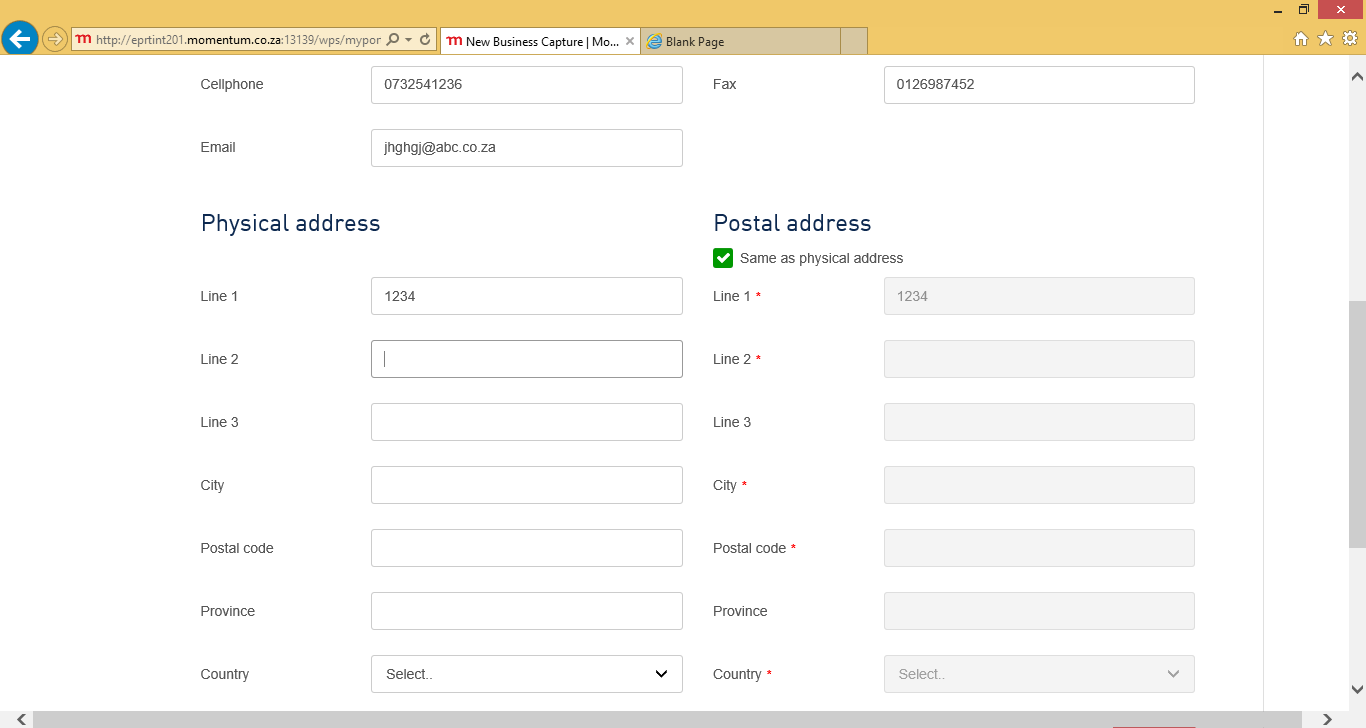 m http://eprtint201.momentum.co.za:13139/wps/mypor
m New Business Capture | Mo...
Blank Page
Cellphone 0732541236 Fax 0126987452
Email jhghgj@abc.co.za
Physical address Postal address
Same as physical address
Line 1 1234 Line 1 * 1234
Line 2 Line 2 *
Line 3 Line 3
City City *
Postal code Postal code *
Province Province
Country Select.. Country * Select..